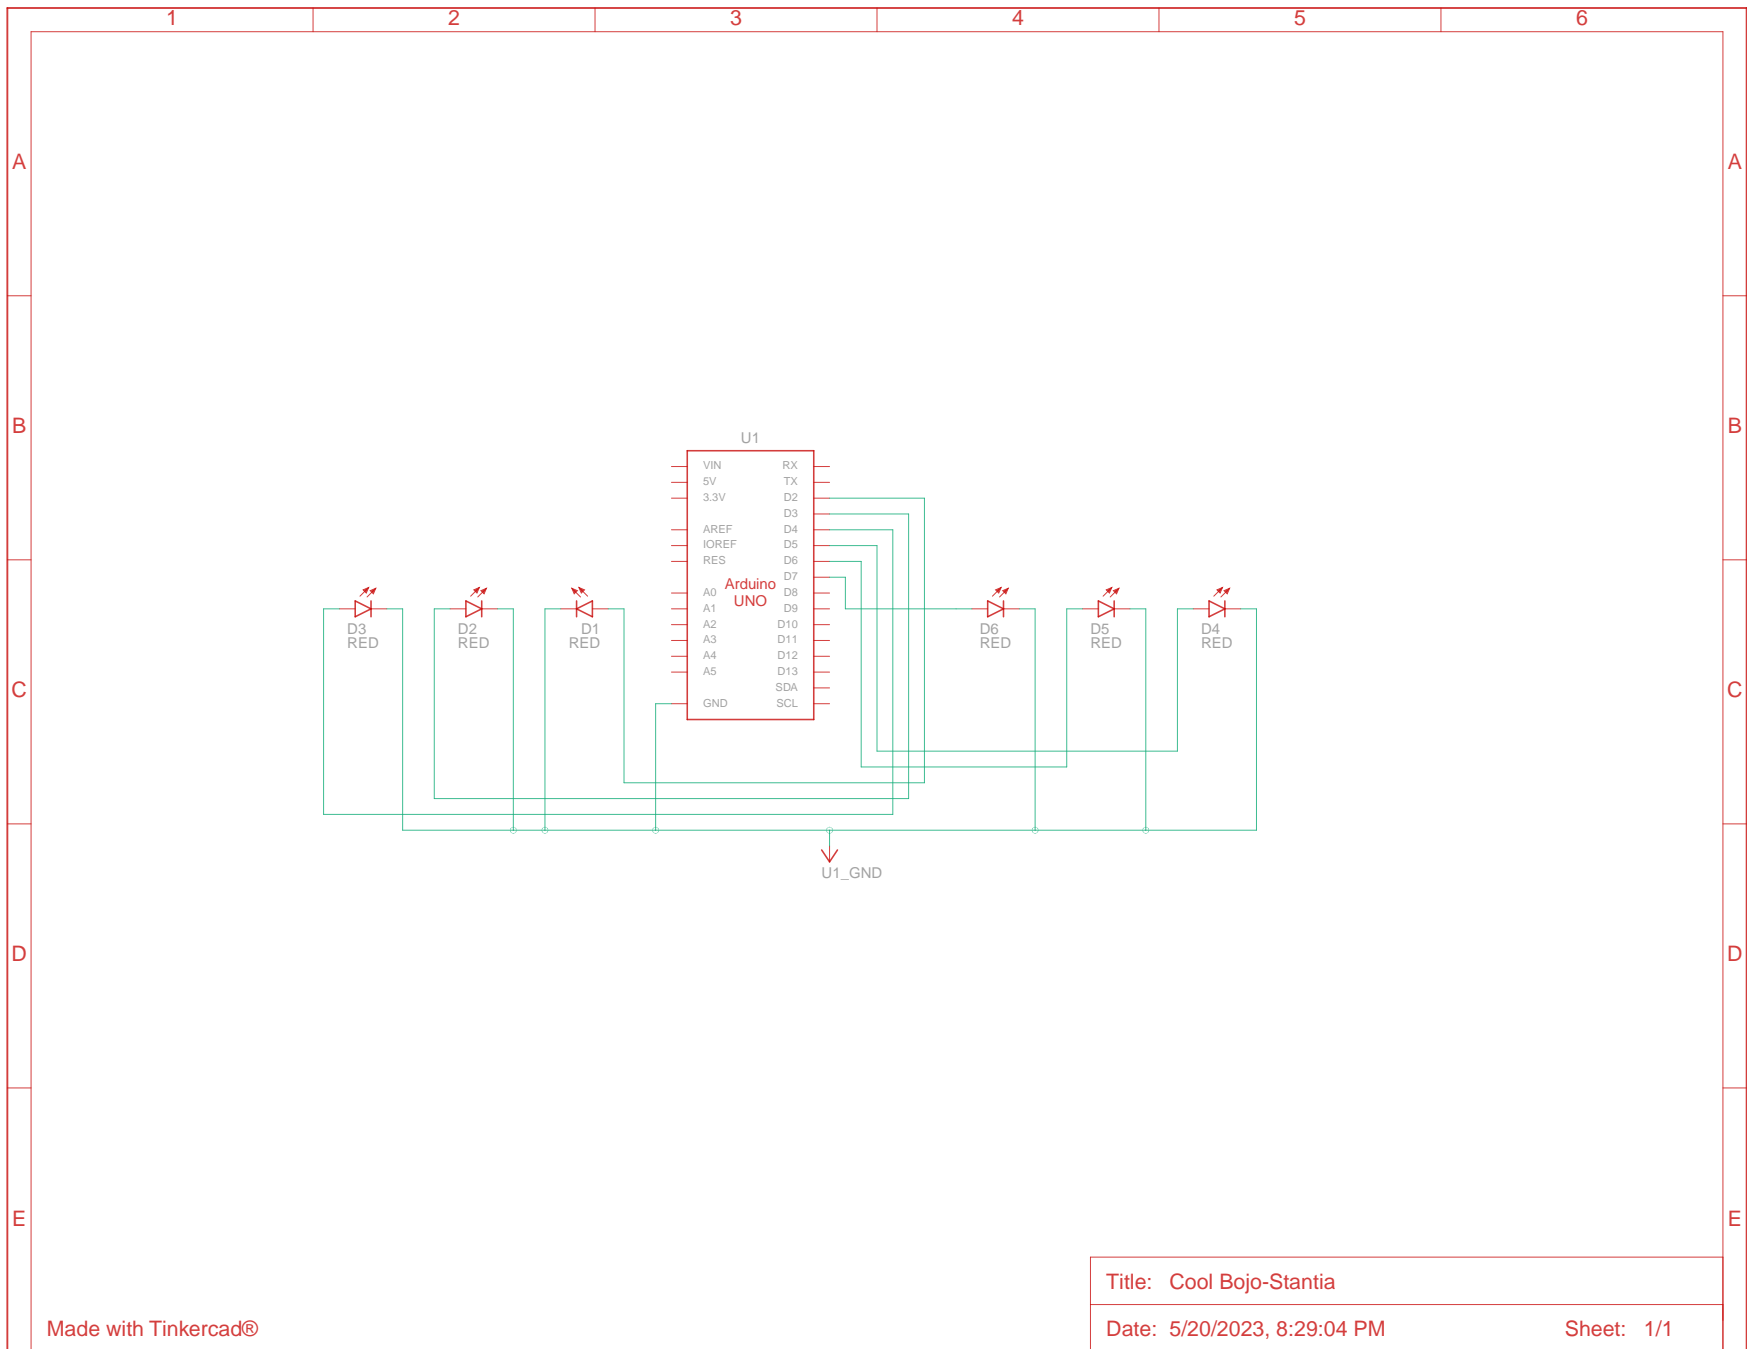 1 2 3 4 5 6
A A
B B
U1
VIN RX
5V TX
3.3V D2
D3
AREF D4
IOREF D5
RES D6
D7
Arduino
UNO
A0 D8
A1 D9
A2 D10
A3 D11
A4 D12
A5 D13
SDA
GND SCL
D3 D2 D1 D6 D5 D4
RED RED RED RED RED RED
C C
U1_GND
D D
E E
Title: Cool Bojo-Stantia
Made with Tinkercad®
Date: 5/20/2023, 8:29:04 PM Sheet: 1/1